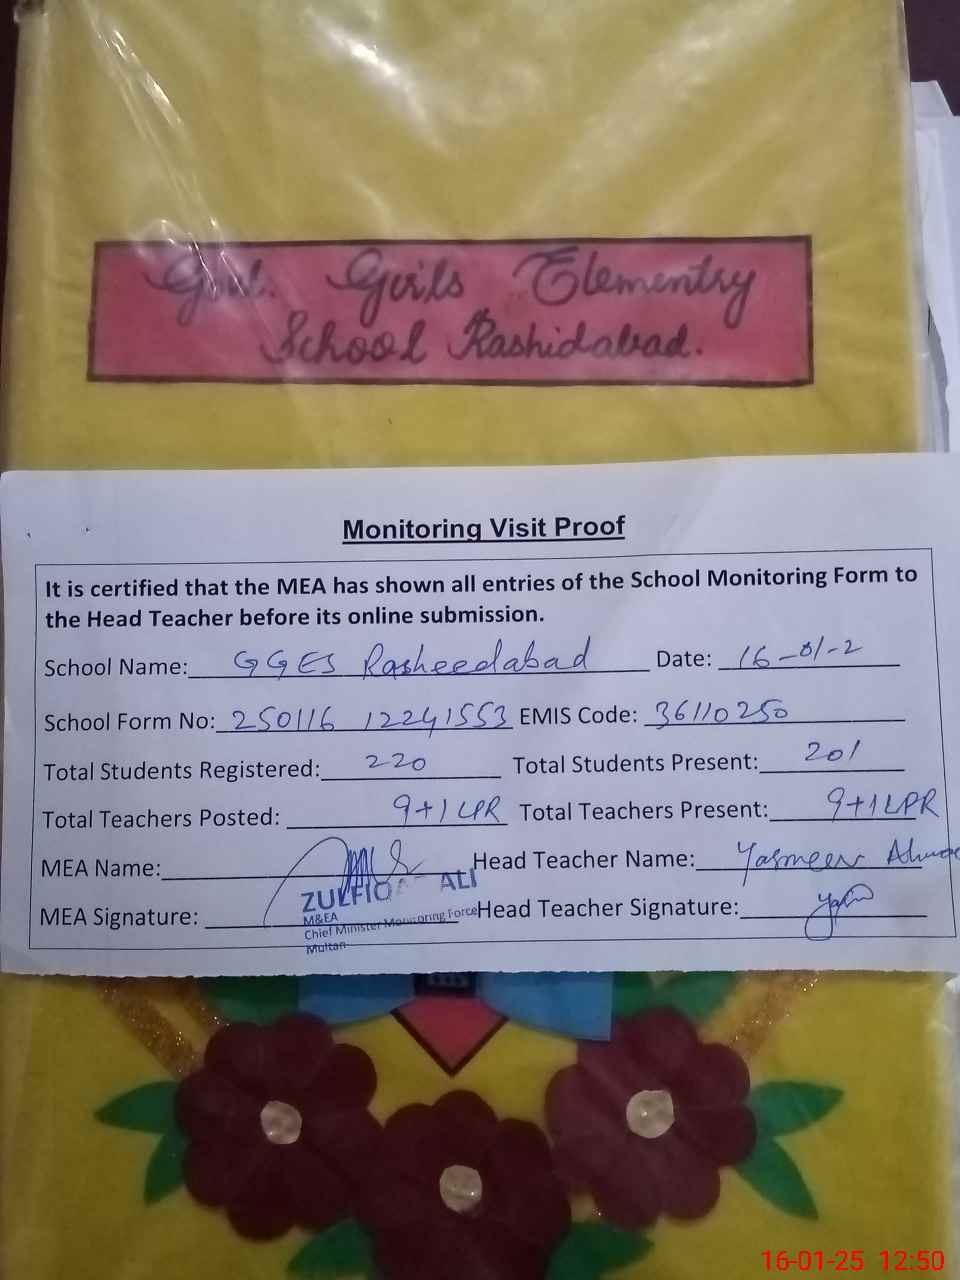 Govt. Girls Elementry
School Rashidabad.
Monitoring Visit Proof
It is certified that the MEA has shown all entries of the School Monitoring Form to
the Head Teacher before its online submission.
School Name: GGES Rasheedabad Date: 16-01-2
School Form No: 250116 12241553 EMIS Code: 36110250
Total Students Registered: 220 Total Students Present: 201
Total Teachers Posted: 9+1 LPR Total Teachers Present: 9+1 LPR
MEA Name: Head Teacher Name: Yasmeen
ALI
M&EA
MEA Signature: Head Teacher Signature:
Chief Minister Monitoring Force
Multan
16-01-25 12:50